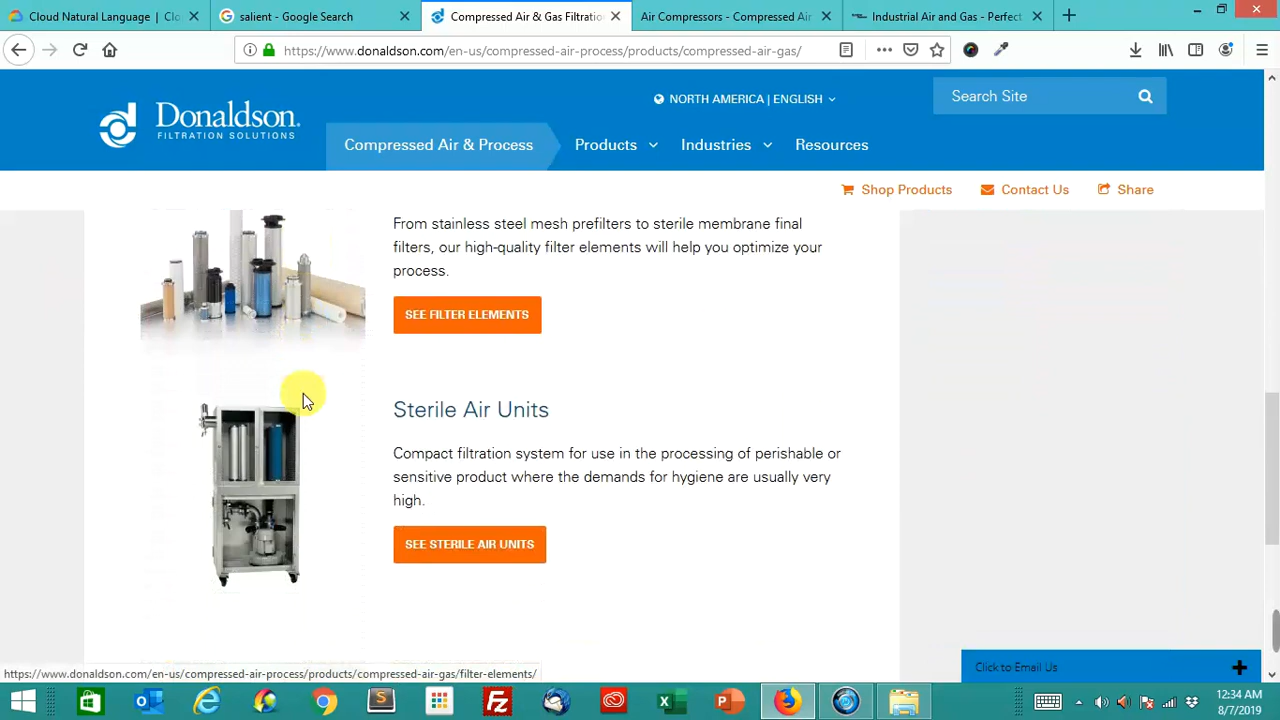 Cloud Natural Language | Clo
salient - Google Search
Compressed Air & Gas Filtratio
Air Compressors - Compressed Air
Industrial Air and Gas - Perfect
https://www.donaldson.com/en-us/compressed-air-process/products/compressed-air-gas/
Donaldson.
FILTRATION SOLUTIONS
NORTH AMERICA | ENGLISH
Search Site
Compressed Air & Process
Products
Industries
Resources
Shop Products
Contact Us
Share
From stainless steel mesh prefilters to sterile membrane final
filters, our high-quality filter elements will help you optimize your
process.
SEE FILTER ELEMENTS
Sterile Air Units
Compact filtration system for use in the processing of perishable or
sensitive product where the demands for hygiene are usually very
high.
SEE STERILE AIR UNITS
https://www.donaldson.com/en-us/compressed-air-process/products/compressed-air-gas/filter-elements/
Click to Email Us
12:34 AM
8/7/2019